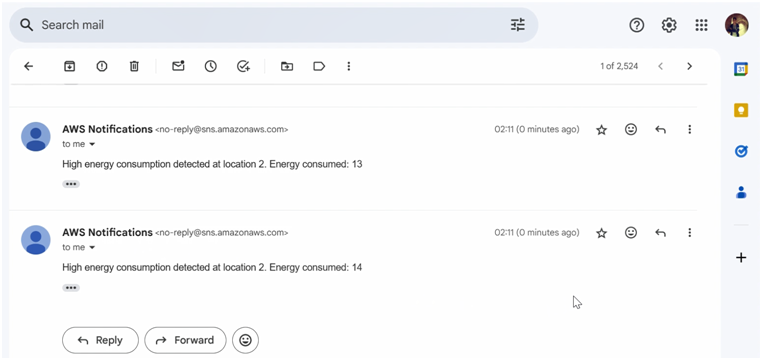 Search mail
1 of 2,524
31
AWS Notifications <no-reply@sns.amazonaws.com>
02:11 (0 minutes ago)
to me
High energy consumption detected at location 2. Energy consumed: 13
AWS Notifications <no-reply@sns.amazonaws.com>
02:11 (0 minutes ago)
to me
High energy consumption detected at location 2. Energy consumed: 14
Reply
Forward